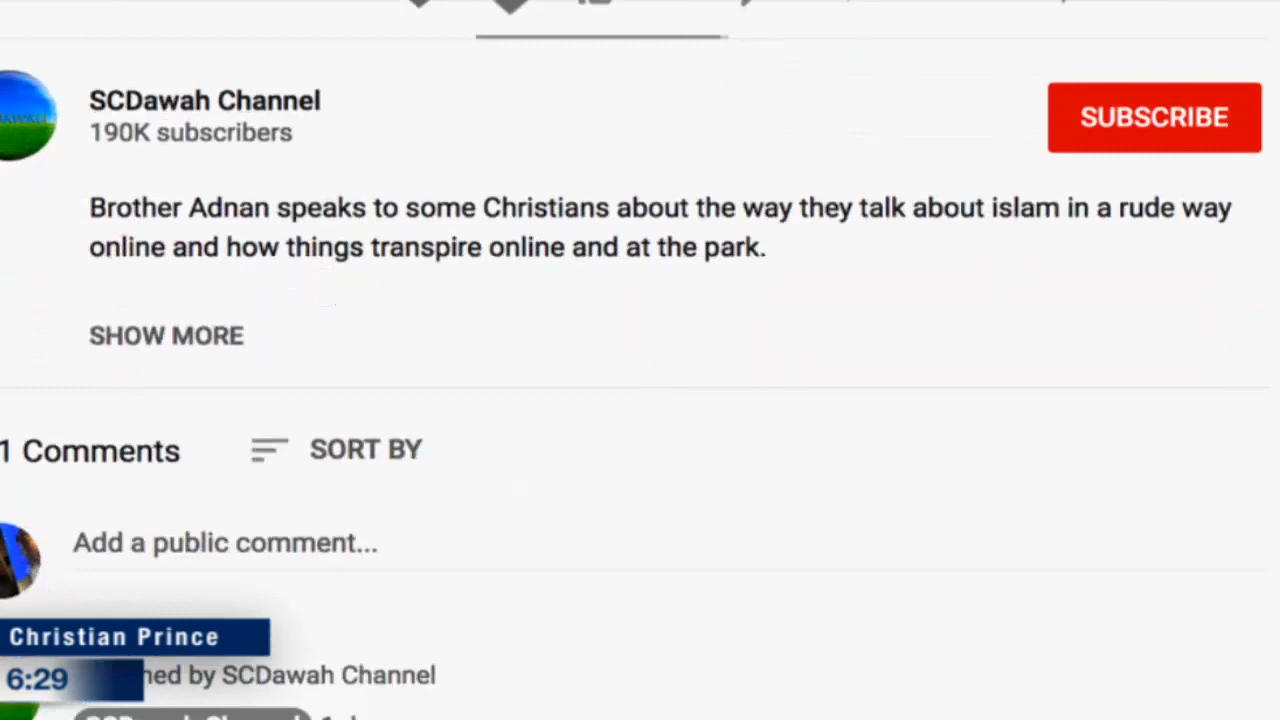 SCDawah Channel
190K subscribers
SUBSCRIBE
Brother Adnan speaks to some Christians about the way they talk about islam in a rude way
online and how things transpire online and at the park.
SHOW MORE
1 Comments
SORT BY
Add a public comment...
Christian Prince
6:29
by SCDawah Channel
SCDawah Channel